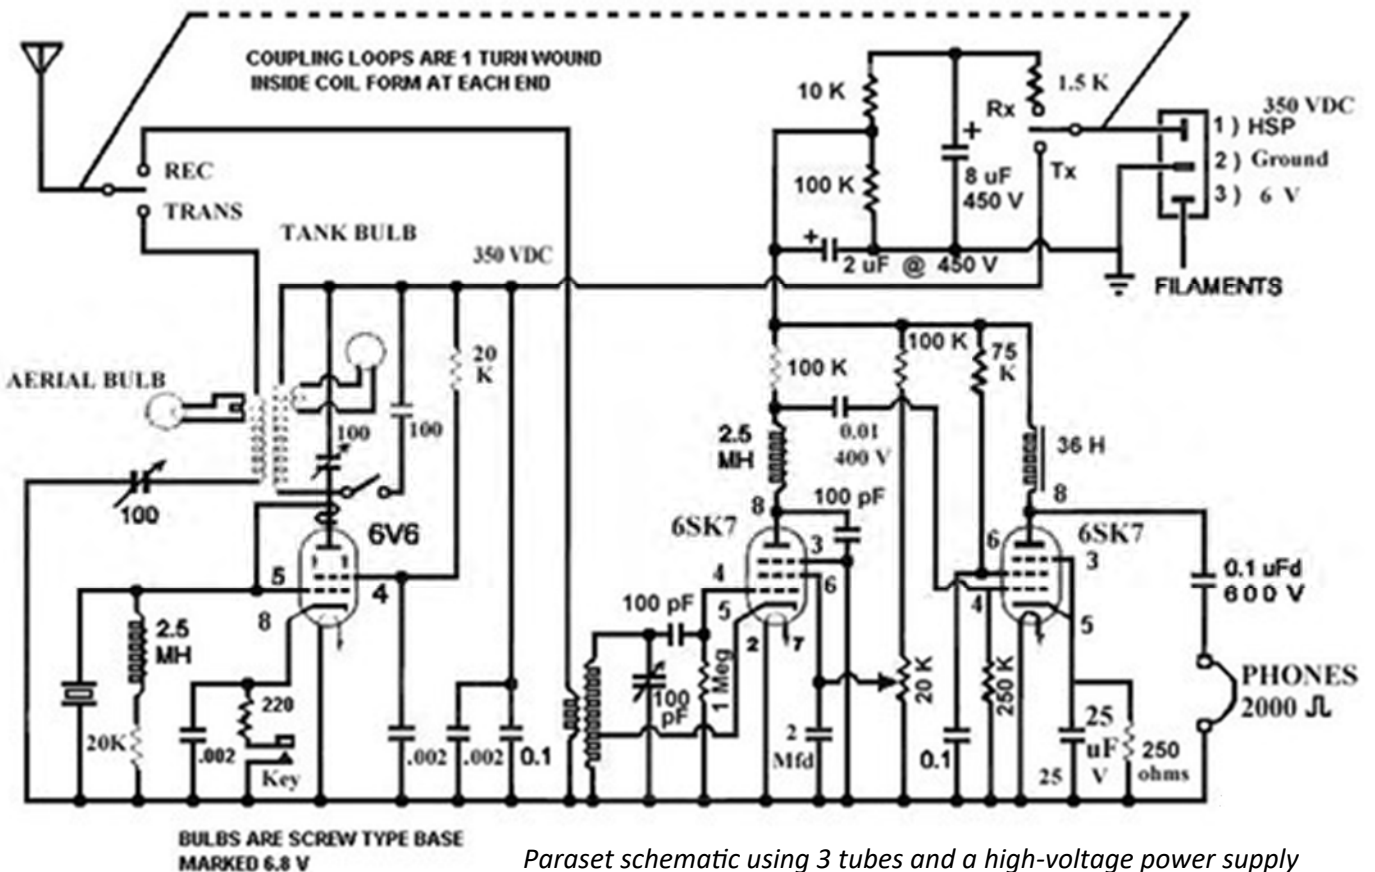 COUPLING LOOPS ARE 1 TURN WOUND
INSIDE COIL FORM AT EACH END
10 K
1.5 K
Rx
350 VDC
1 ) HSP
2 ) Ground
3 ) 6 V
REC
TRANS
100 K
+
8 uF
450 V
Tx
TANK BULB
350 VDC
+
2 uF @ 450 V
FILAMENTS
AERIAL BULB
20
K
100 K
100 K
75
K
100
100
2.5
MH
0.01
400 V
36 H
100
6V6
8
100 pF
6SK7
8
6SK7
5
4
3
6
3
8
4
6
4
0.1 uFd
600 V
100 pF
5
5
2.5
MH
2
7
PHONES
2000
220
1 Meg
100
pF
20 K
250 K
20K
.002
Key
.002
.002
0.1
2
Mfd
0.1
25
uF
25 V
250
ohms
BULBS ARE SCREW TYPE BASE
MARKED 6.8 V
Paraset schematic using 3 tubes and a high-voltage power supply